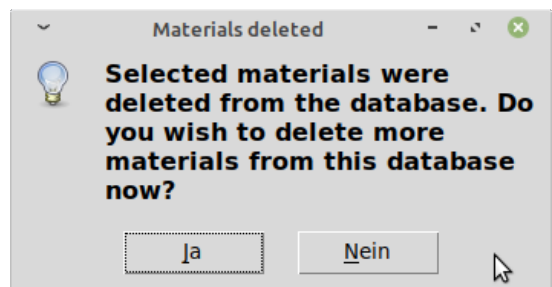 Materials deleted
Selected materials were
deleted from the database. Do
you wish to delete more
materials from this database
now?
Ja
Nein